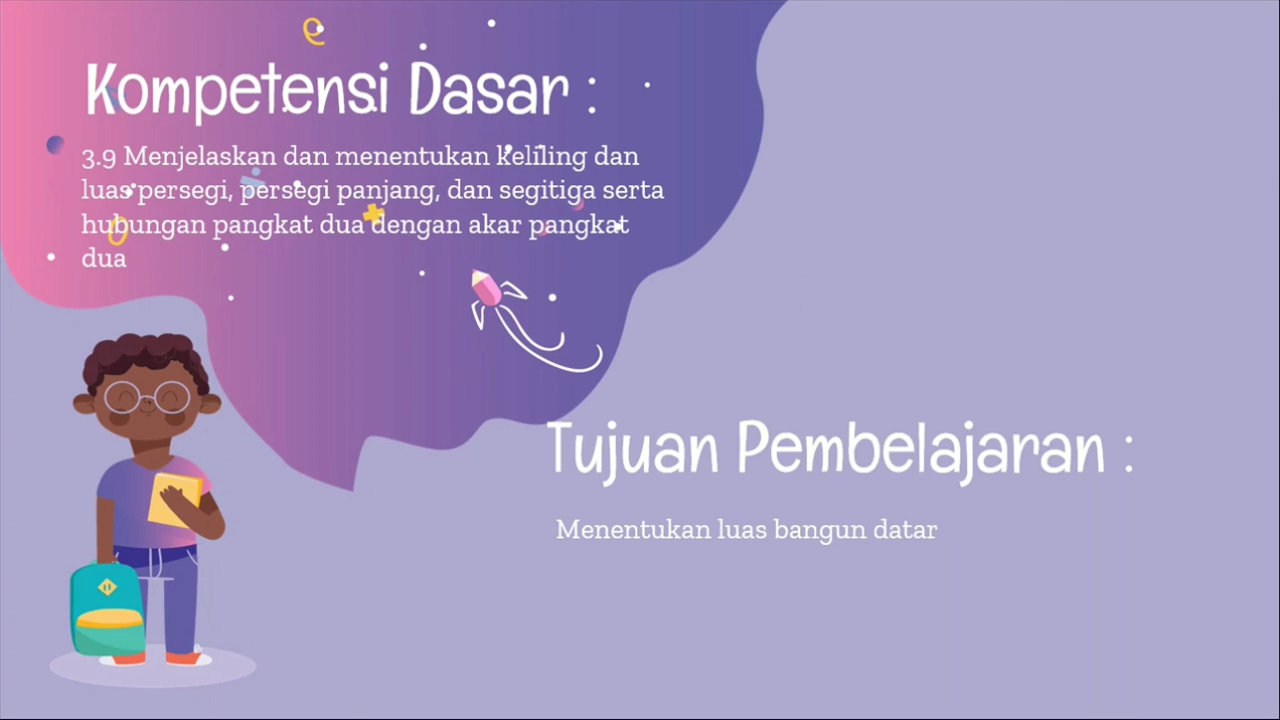 Kompetensi Dasar :
3.9 Menjelaskan dan menentukan keliling dan
luas persegi, persegi panjang, dan segitiga serta
hubungan pangkat dua dengan akar pangkat
dua
Tujuan Pembelajaran :
Menentukan luas bangun datar